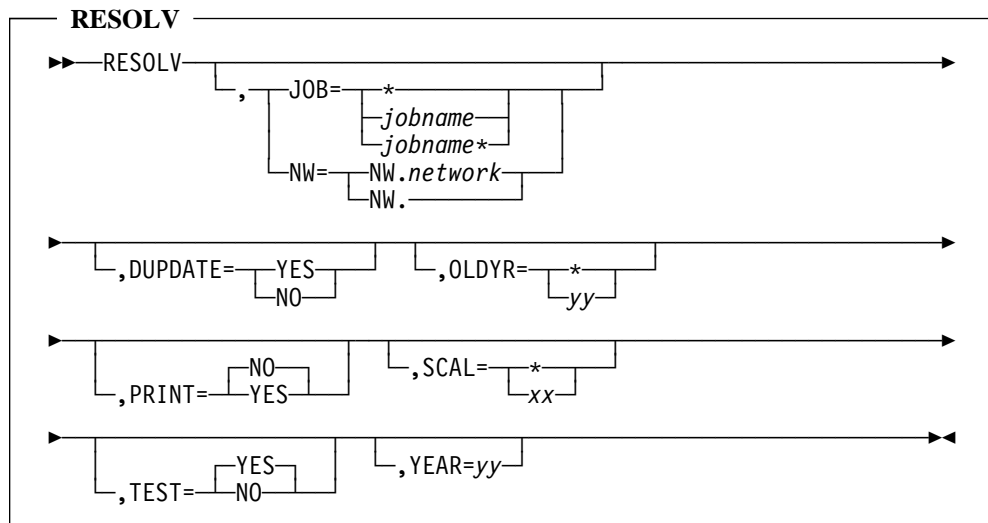 RESOLV
►►──RESOLV
, JOB= *
jobname
jobname*
NW= NW.network
NW.
,DUPDATE= YES ,OLDYR= *
NO yy
NO ,SCAL= *
,PRINT= YES xx
YES ,YEAR=yy
,TEST= NO